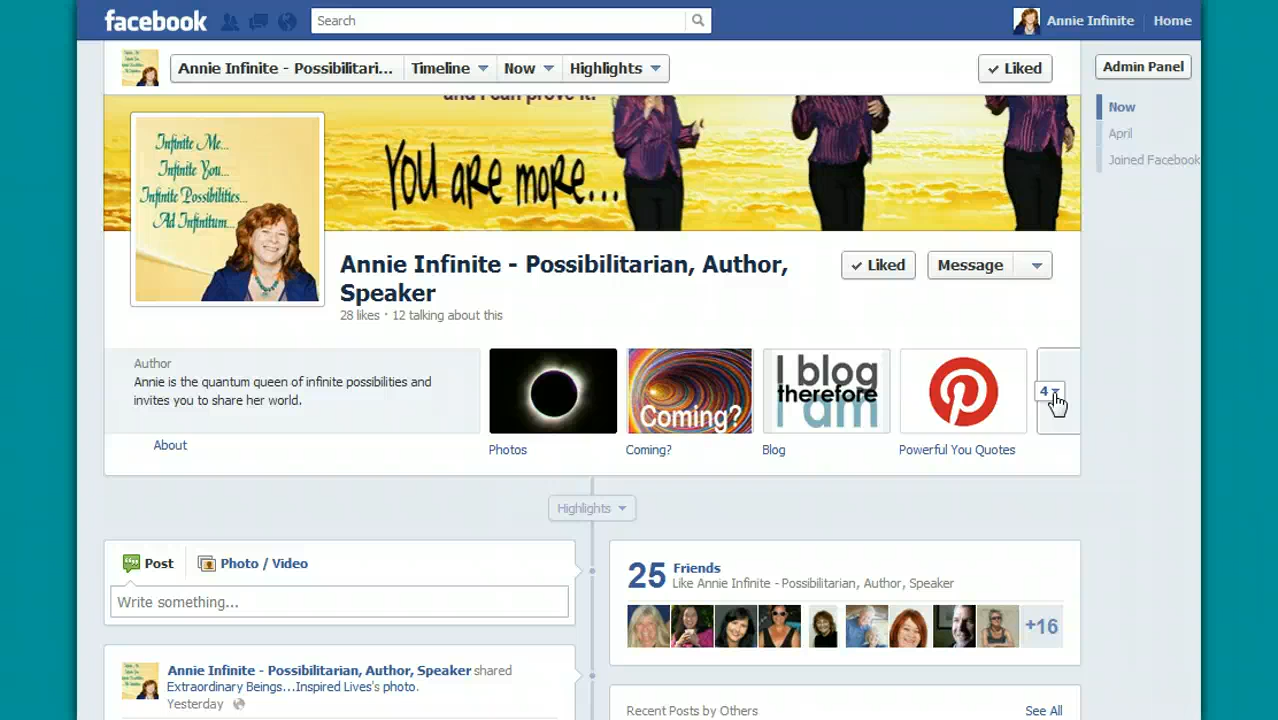 facebook
Search
Annie Infinite
Home
Annie Infinite - Possibilitari...
Timeline
Now
Highlights
Liked
Admin Panel
Now
April
Joined Facebook
and I can prove it.
You are more...
Infinite Me...
Infinite You...
Infinite Possibilities...
Ad Infinitum...
Annie Infinite - Possibilitarian, Author,
Speaker
28 likes · 12 talking about this
Liked
Message
Author
Annie is the quantum queen of infinite possibilities and
invites you to share her world.
About
Coming?
I blog
therefore
I am
4
Photos
Coming?
Blog
Powerful You Quotes
Highlights
Post
Photo / Video
Write something...
25 Friends
Like Annie Infinite - Possibilitarian, Author, Speaker
+16
Annie Infinite - Possibilitarian, Author, Speaker shared
Extraordinary Beings...Inspired Lives's photo.
Yesterday
Recent Posts by Others
See All